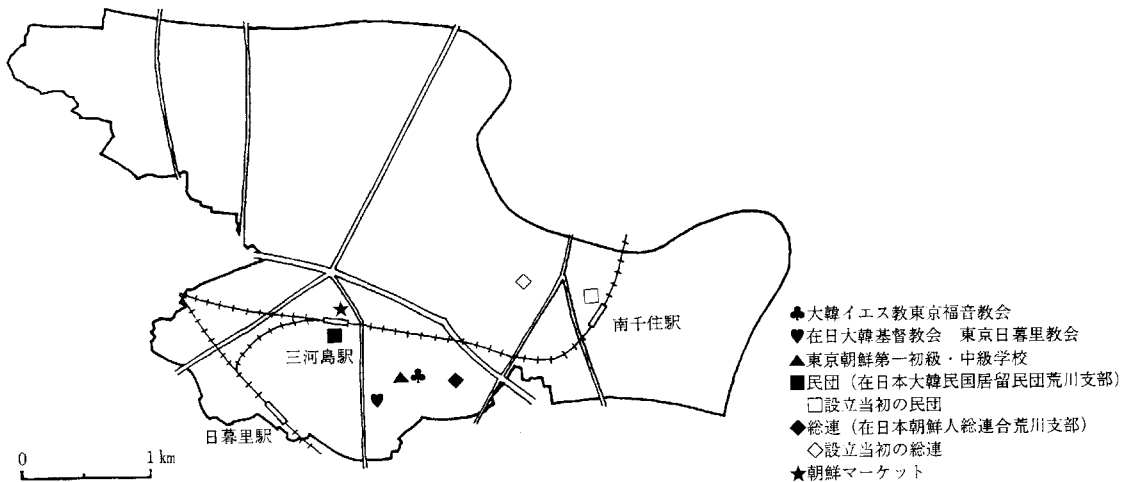 三河島駅
日暮里駅
南千住駅
0 1 km
♣大韓イエス教東京福音教会
♥在日大韓基督教会 東京日暮里教会
▲東京朝鮮第一初級・中級学校
■民団（在日本大韓民国居留民団荒川支部）
□設立当初の民団
◆総連（在日本朝鮮人総連合荒川支部）
◇設立当初の総連
★朝鮮マーケット